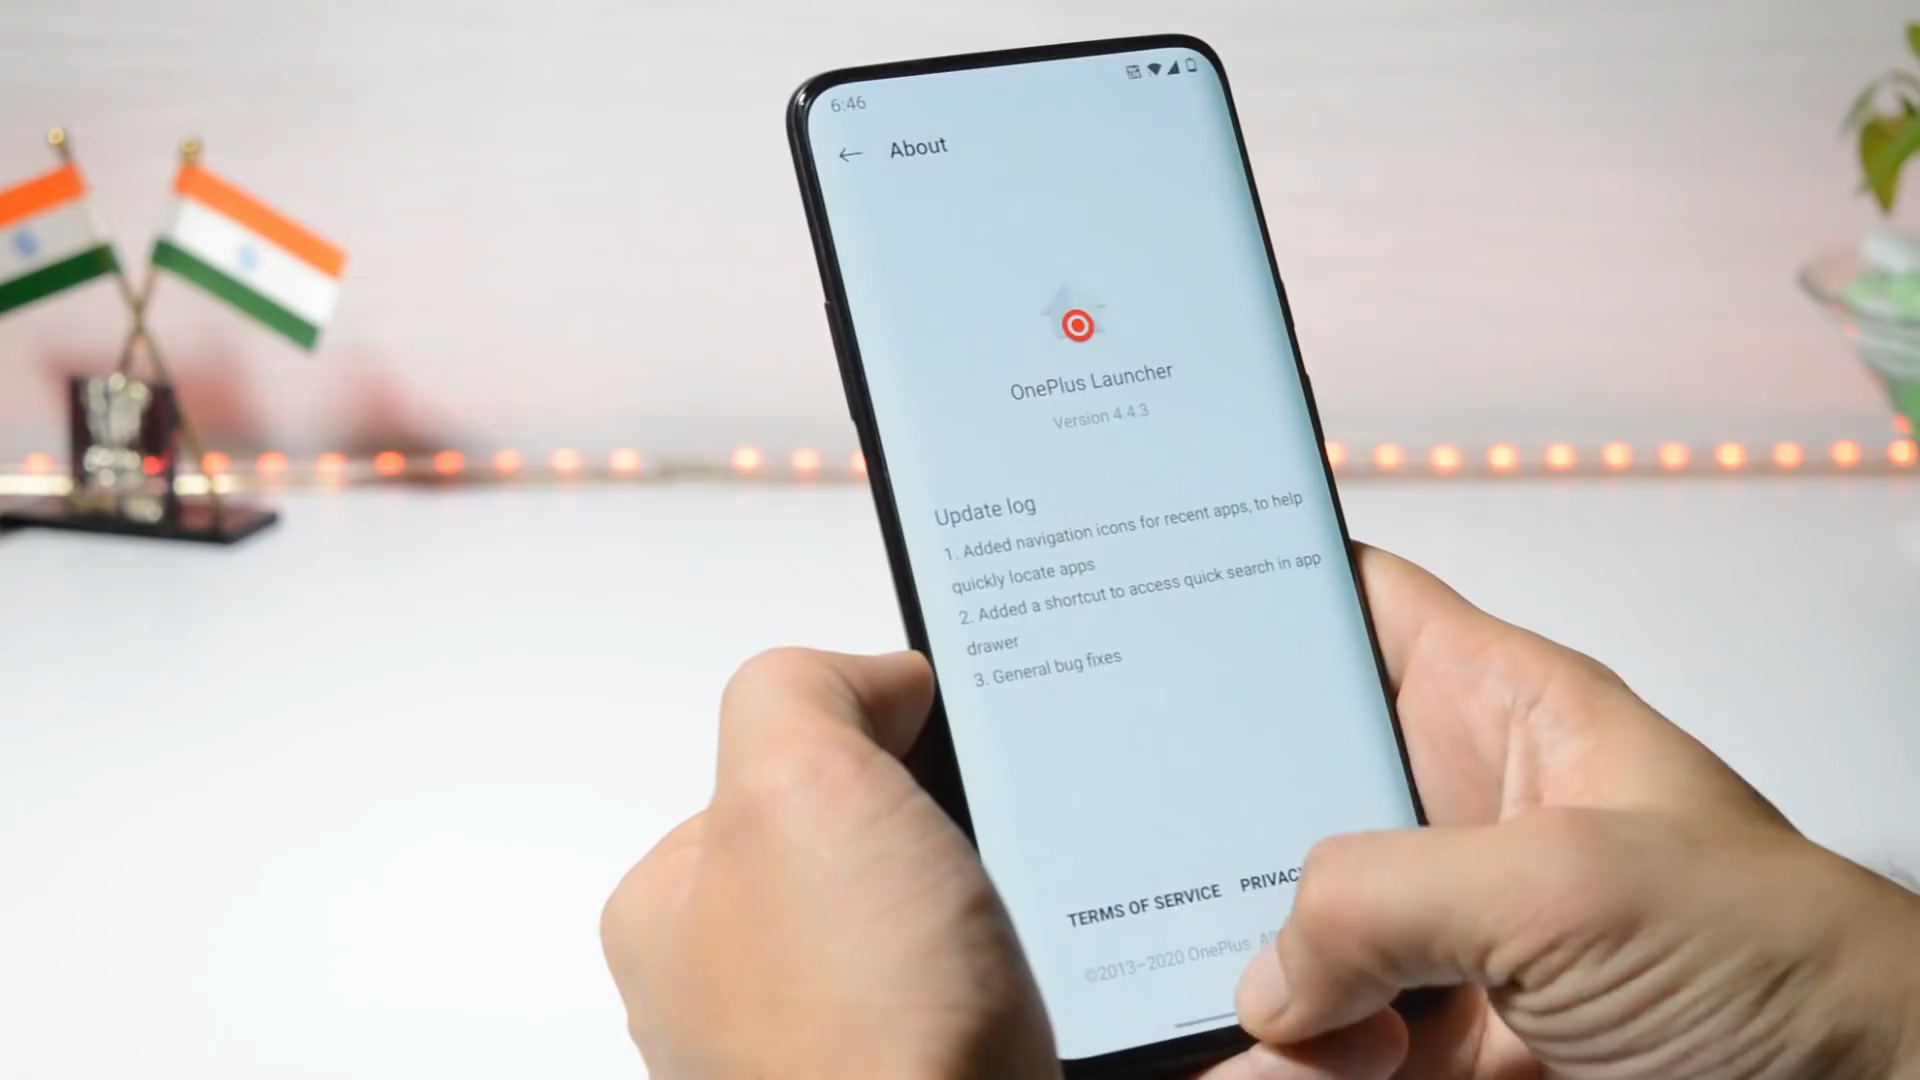 6:46
About
OnePlus Launcher
Version 4.4.3
Update log
1. Added navigation icons for recent apps, to help
quickly locate apps
2. Added a shortcut to access quick search in app
drawer
3. General bug fixes
TERMS OF SERVICE PRIVAC
©2013–2020 OnePlus.